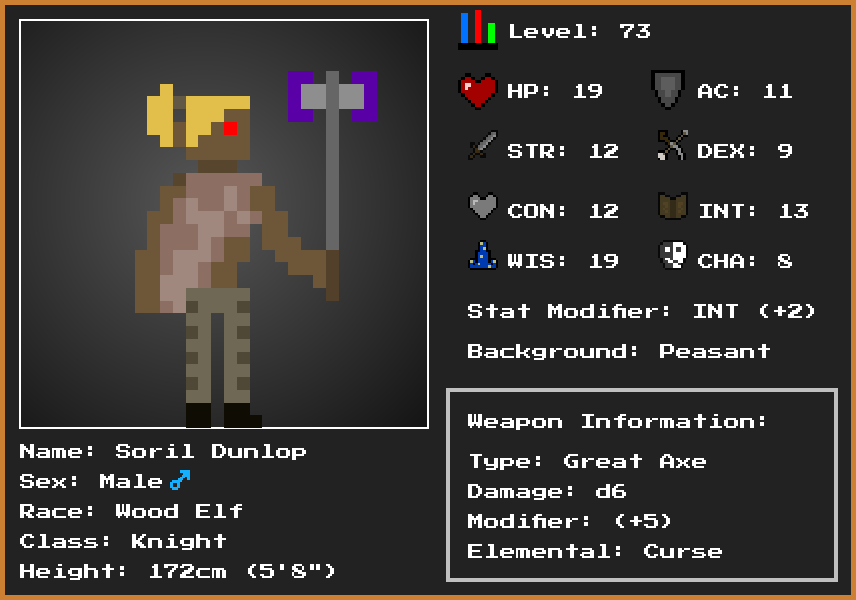 Level: 73
HP: 19
AC: 11
STR: 12
DEX: 9
CON: 12
INT: 13
WIS: 19
CHA: 8
Stat Modifier: INT (+2)
Background: Peasant
Weapon Information:
Type: Great Axe
Damage: d6
Modifier: (+5)
Elemental: Curse
Name: Soril Dunlop
Sex: Male♂
Race: Wood Elf
Class: Knight
Height: 172cm (5'8")